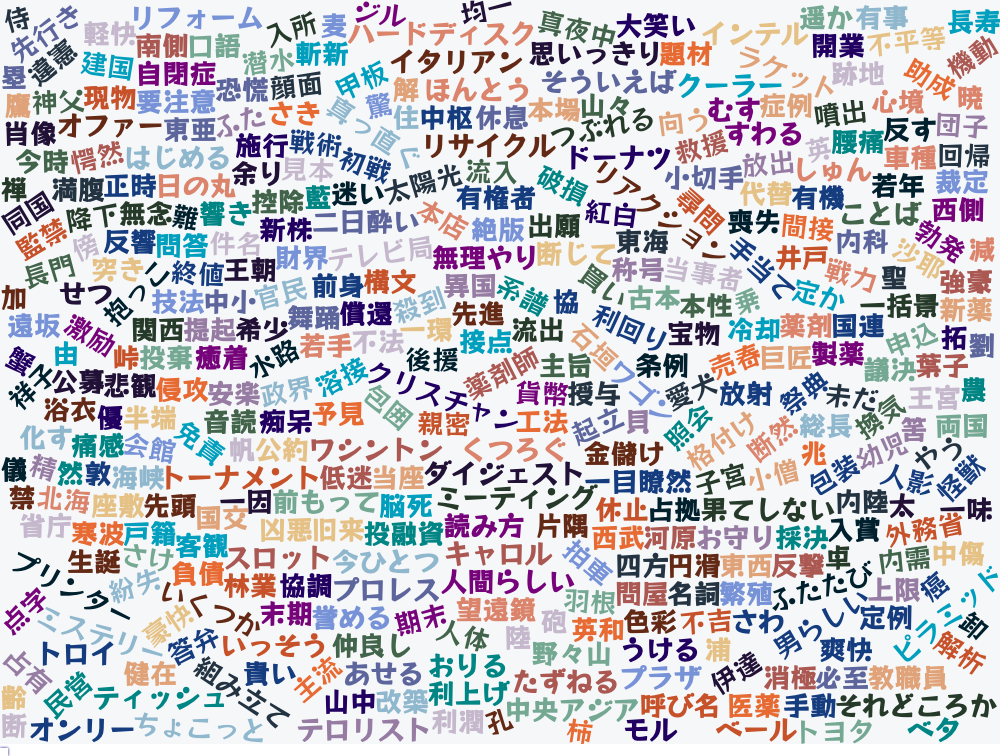 侍 先行き リフォーム 入所 麦 ジル 均一 真夜中 大笑い 遥か 有事 長寿
軽快 南側 口語 潜水 斬新 ハードディスク 思いっきり 題材 インテル 開業 不平等 機動
塁 違憲 建国 自閉症 恐慌 顔面 甲板 イタリアン そういえば クーラー ラケット 跡地 助成
鷹 神父 現物 要注意 ふた さき 真っ直ぐ 驚 解 ほんとう 本場 山々 むす 症例 噴出 心境 暁
肖像 オファー 東亜 施行 戦術 初戦 住 中枢 休息 つぶれる 向う すわる 英 腰痛 反す 団子
今時 愕然 はじめる 余り 見本 リサイクル ドーナツ 救援 放出 しゅん 車種 回帰
禅 満腹 正時 日の丸 控除 藍 迷い 太陽光 流入 破損 リアクション 小切手 代替 有機 若年 裁定
同国 降下 無念 難 響き 新株 二日酔い 本店 有権者 絶版 出願 紅白 尋問 喪失 間接 ことば 西側
監禁 傍 反響 問答 件名 財界 テレビ局 無理やり 断じて 東海 手当て 井戸 内科 沙耶 勃発 減
長門 突き 抱っこ 終値 王朝 官民 前身 構文 異国 系譜 賢い 称号 当事者 戦力 聖 強豪
加 せつ 技法 中小 舞踊 償還 殺到 先進 協 古本 本性 乗 定か 一括 景 新薬
遠坂 激励 関西 提起 希少 若手 不法 一環 接点 流出 利回り 宝物 冷却 薬剤 国連 申込 拓 劉
蟹 由 峠 投棄 癒着 水路 後援 薬剤師 主旨 石垣 条例 売春 巨匠 製薬 議決 葉子
祥子 公募 悲観 侵攻 安楽 政界 溶接 クリスチャン 貨幣 授与 ワゴン 愛犬 放射 祭典 未だ 王宮 農
浴衣 優 半端 音読 痴呆 予見 包囲 親密 工法 起立 貝 照会 総長 換気 筈 両国
化す 痛感 会館 免責 帆 公約 ワシントン くつろぐ 金儲け 格付け 断然 兆 幼児 やう
儀 精 然 敦 海峡 トーナメント 低迷 当座 ダイジェスト 一目瞭然 子宮 小僧 包装 人影 怪獣
禁 北海 座敷 先頭 一因 前もって 脳死 ミーティング 休止 占拠 果てしない 内陸 太 一味
省庁 寒波 戸籍 国交 凶悪 旧来 投融資 読み方 片隅 西武 河原 お守り 採決 入賞 外務省
客観 生誕 さけ スロット 今ひとつ キャロル 拍車 四方 円滑 東西 反撃 卓 内需 中傷
プリンター 紛失 負債 林業 協調 プロレス 人間らしい 羽根 問屋 名詞 繁殖 ふたたび 上限 癌
点字 いくつか 末期 誉める 期末 望遠鏡 砲 英和 色彩 不吉 さわ 男らしい 定例 ピラミッド 卸
ミステリー 豪快 答弁 いっそう 仲良し 人体 陸 野々山 うける 浦 爽快 解析
占有 トロイ 健在 組み立て 貴い 主流 あせる おりる たずねる プラザ 伊達 消極 必至 教職員
齢 民営 ティッシュ 山中 改築 利上げ 中央アジア 呼び名 医薬 手動 それどころか
断 オンリー ちょこっと テロリスト 利潤 孔 柿 モル ベール トヨタ ベタ